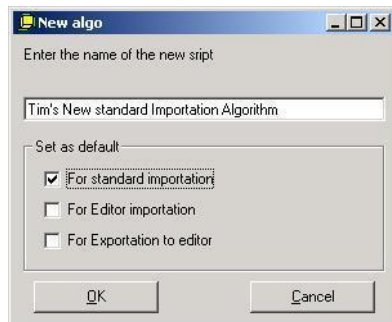 New algo
Enter the name of the new sript
Tim's New standard Importation Algorithm
Set as default
For standard importation
For Editor importation
For Exportation to editor
OK Cancel